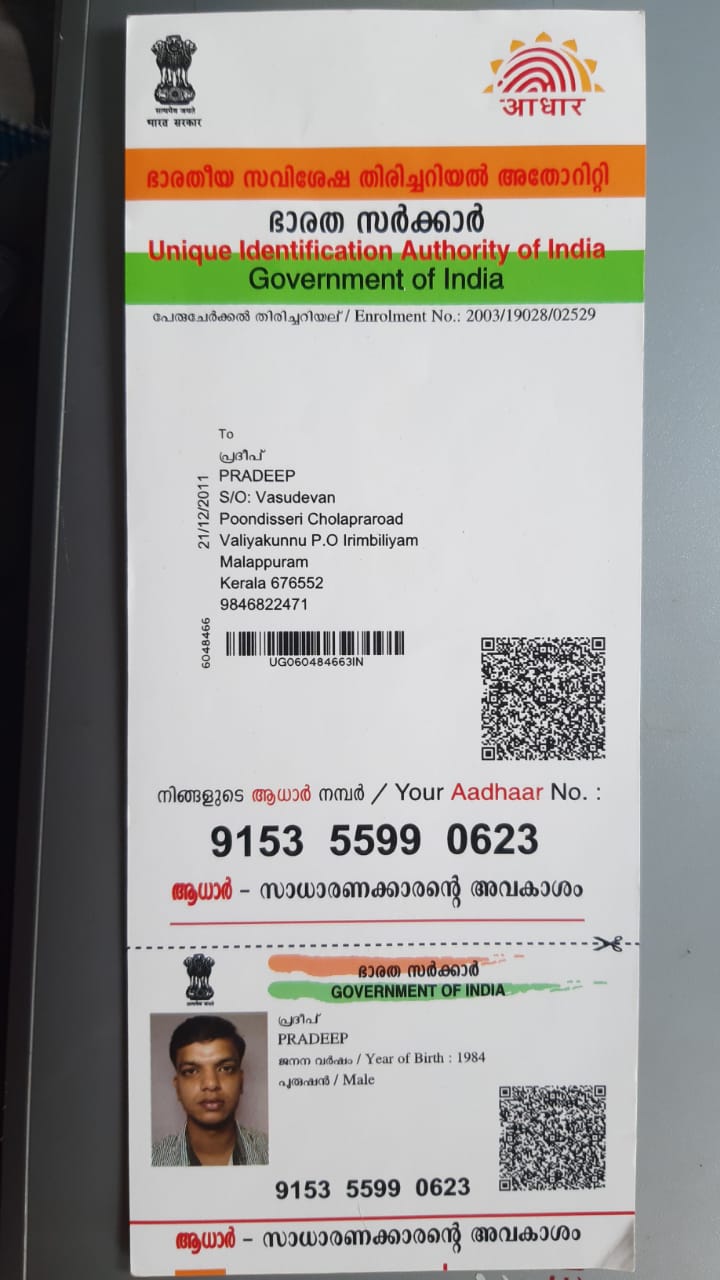 सत्यमेव जयते
भारत सरकार
आधार
ഭാരതീയ സവിശേഷ തിരിച്ചറിയൽ അതോറിറ്റി
ഭാരത സർക്കാർ
Unique Identification Authority of India
Government of India
പേരുചേർക്കൽ തിരിച്ചറിയല് / Enrolment No.: 2003/19028/02529
To
പ്രദീപ്
PRADEEP
S/O: Vasudevan
Poondisseri Cholapraroad
Valiyakunnu P.O Irimbiliyam
Malappuram
Kerala 676552
9846822471
21/12/2011
6048466
UG060484663IN
നിങ്ങളുടെ ആധാർ നമ്പർ / Your Aadhaar No. :
9153 5599 0623
ആധാർ – സാധാരണക്കാരന്റെ അവകാശം
ഭാരത സർക്കാർ
GOVERNMENT OF INDIA
പ്രദീപ്
PRADEEP
ജനന വർഷം / Year of Birth : 1984
പുരുഷൻ / Male
9153 5599 0623
ആധാർ – സാധാരണക്കാരന്റെ അവകാശം